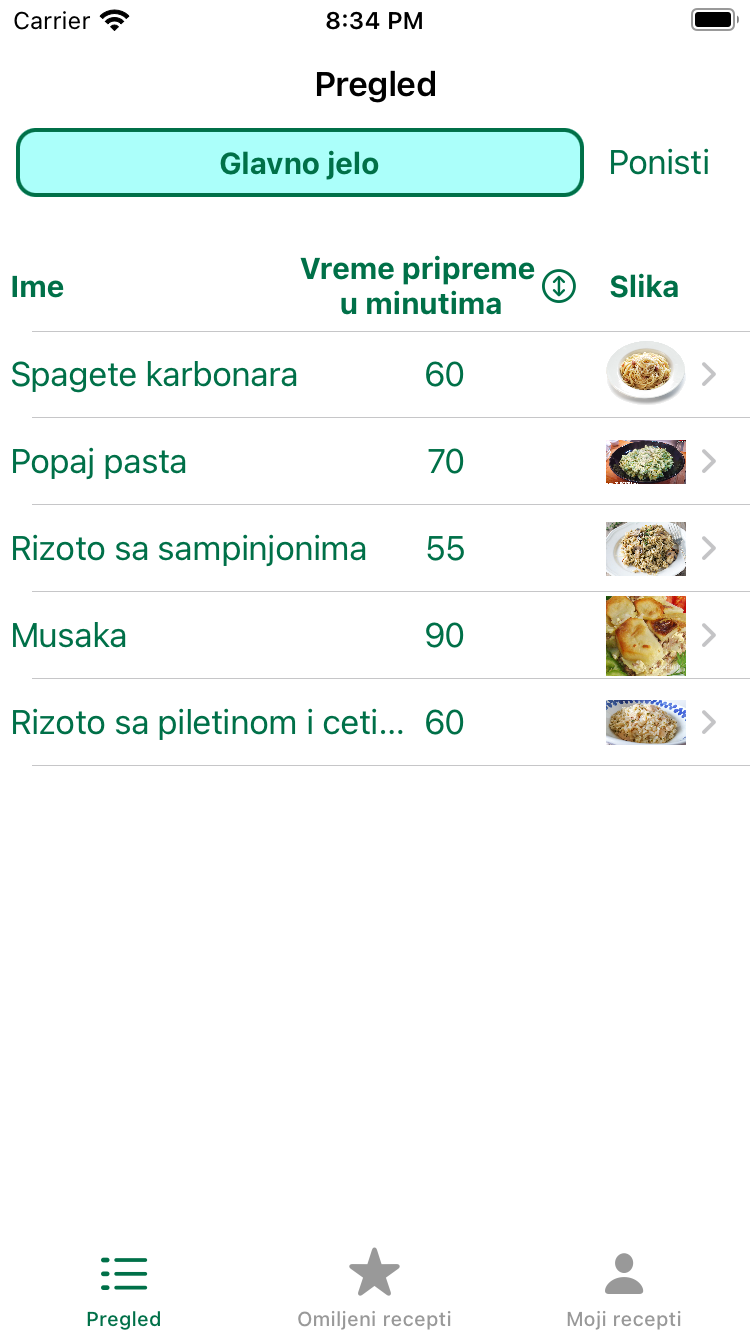 Carrier 8:34 PM
Pregled
Glavno jelo Ponisti
Ime Vreme pripreme u minutima Slika
Spagete karbonara 60
Popaj pasta 70
Rizoto sa sampinjonima 55
Musaka 90
Rizoto sa piletinom i ceti... 60
Pregled Omiljeni recepti Moji recepti